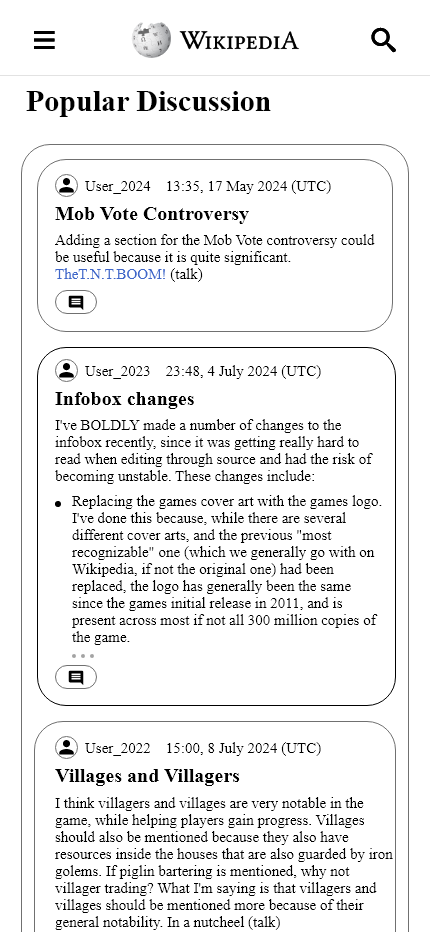 WIKIPEDIA
Popular Discussion
User_2024 13:35, 17 May 2024 (UTC)
Mob Vote Controversy
Adding a section for the Mob Vote controversy could
be useful because it is quite significant.
TheT.N.T.BOOM! (talk)
User_2023 23:48, 4 July 2024 (UTC)
Infobox changes
I've BOLDLY made a number of changes to the
infobox recently, since it was getting really hard to
read when editing through source and had the risk of
becoming unstable. These changes include:
• Replacing the games cover art with the games logo.
I've done this because, while there are several
different cover arts, and the previous "most
recognizable" one (which we generally go with on
Wikipedia, if not the original one) had been
replaced, the logo has generally been the same
since the games initial release in 2011, and is
present across most if not all 300 million copies of
the game.
• • •
User_2022 15:00, 8 July 2024 (UTC)
Villages and Villagers
I think villagers and villages are very notable in the
game, while helping players gain progress. Villages
should also be mentioned because they also have
resources inside the houses that are also guarded by iron
golems. If piglin bartering is mentioned, why not
villager trading? What I'm saying is that villagers and
villages should be mentioned more because of their
general notability. In a nutcheel (talk)